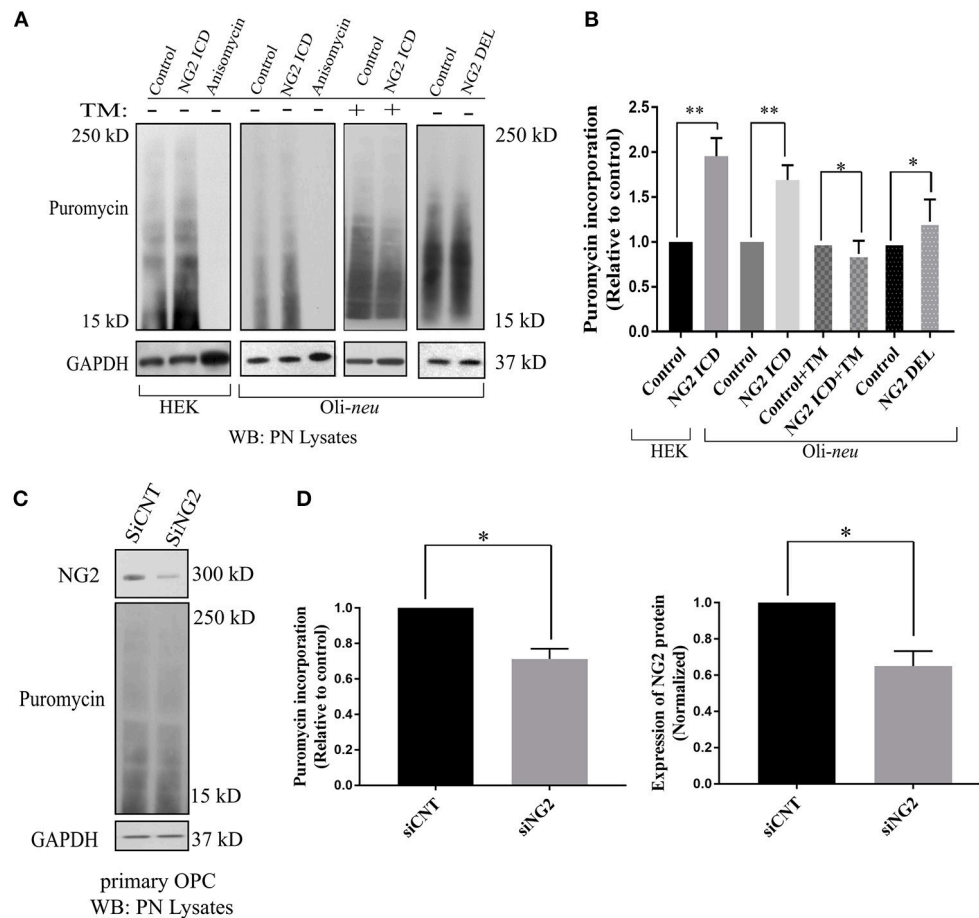 A
Control
NG2 ICD
Anisomycin
Control
NG2 ICD
Anisomycin
Control
NG2 ICD
Control
NG2 DEL
TM: - - - - - - + + - -
250 kD
250 kD
Puromycin
15 kD
15 kD
GAPDH
37 kD
HEK
Oli-neu
WB: PN Lysates
B
Puromycin incorporation
(Relative to control)
2.5
2.0
1.5
1.0
0.5
0.0
**
**
*
*
Control
NG2 ICD
Control
NG2 ICD
Control+TM
NG2 ICD+TM
Control
NG2 DEL
HEK
Oli-neu
C
SiCNT
SiNG2
NG2
300 kD
250 kD
Puromycin
15 kD
GAPDH
37 kD
primary OPC
WB: PN Lysates
D
Puromycin incorporation
(Relative to control)
1.0
0.8
0.6
0.4
0.2
0.0
*
siCNT
siNG2
Expression of NG2 protein
(Normalized)
1.0
0.8
0.6
0.4
0.2
0.0
*
siCNT
siNG2